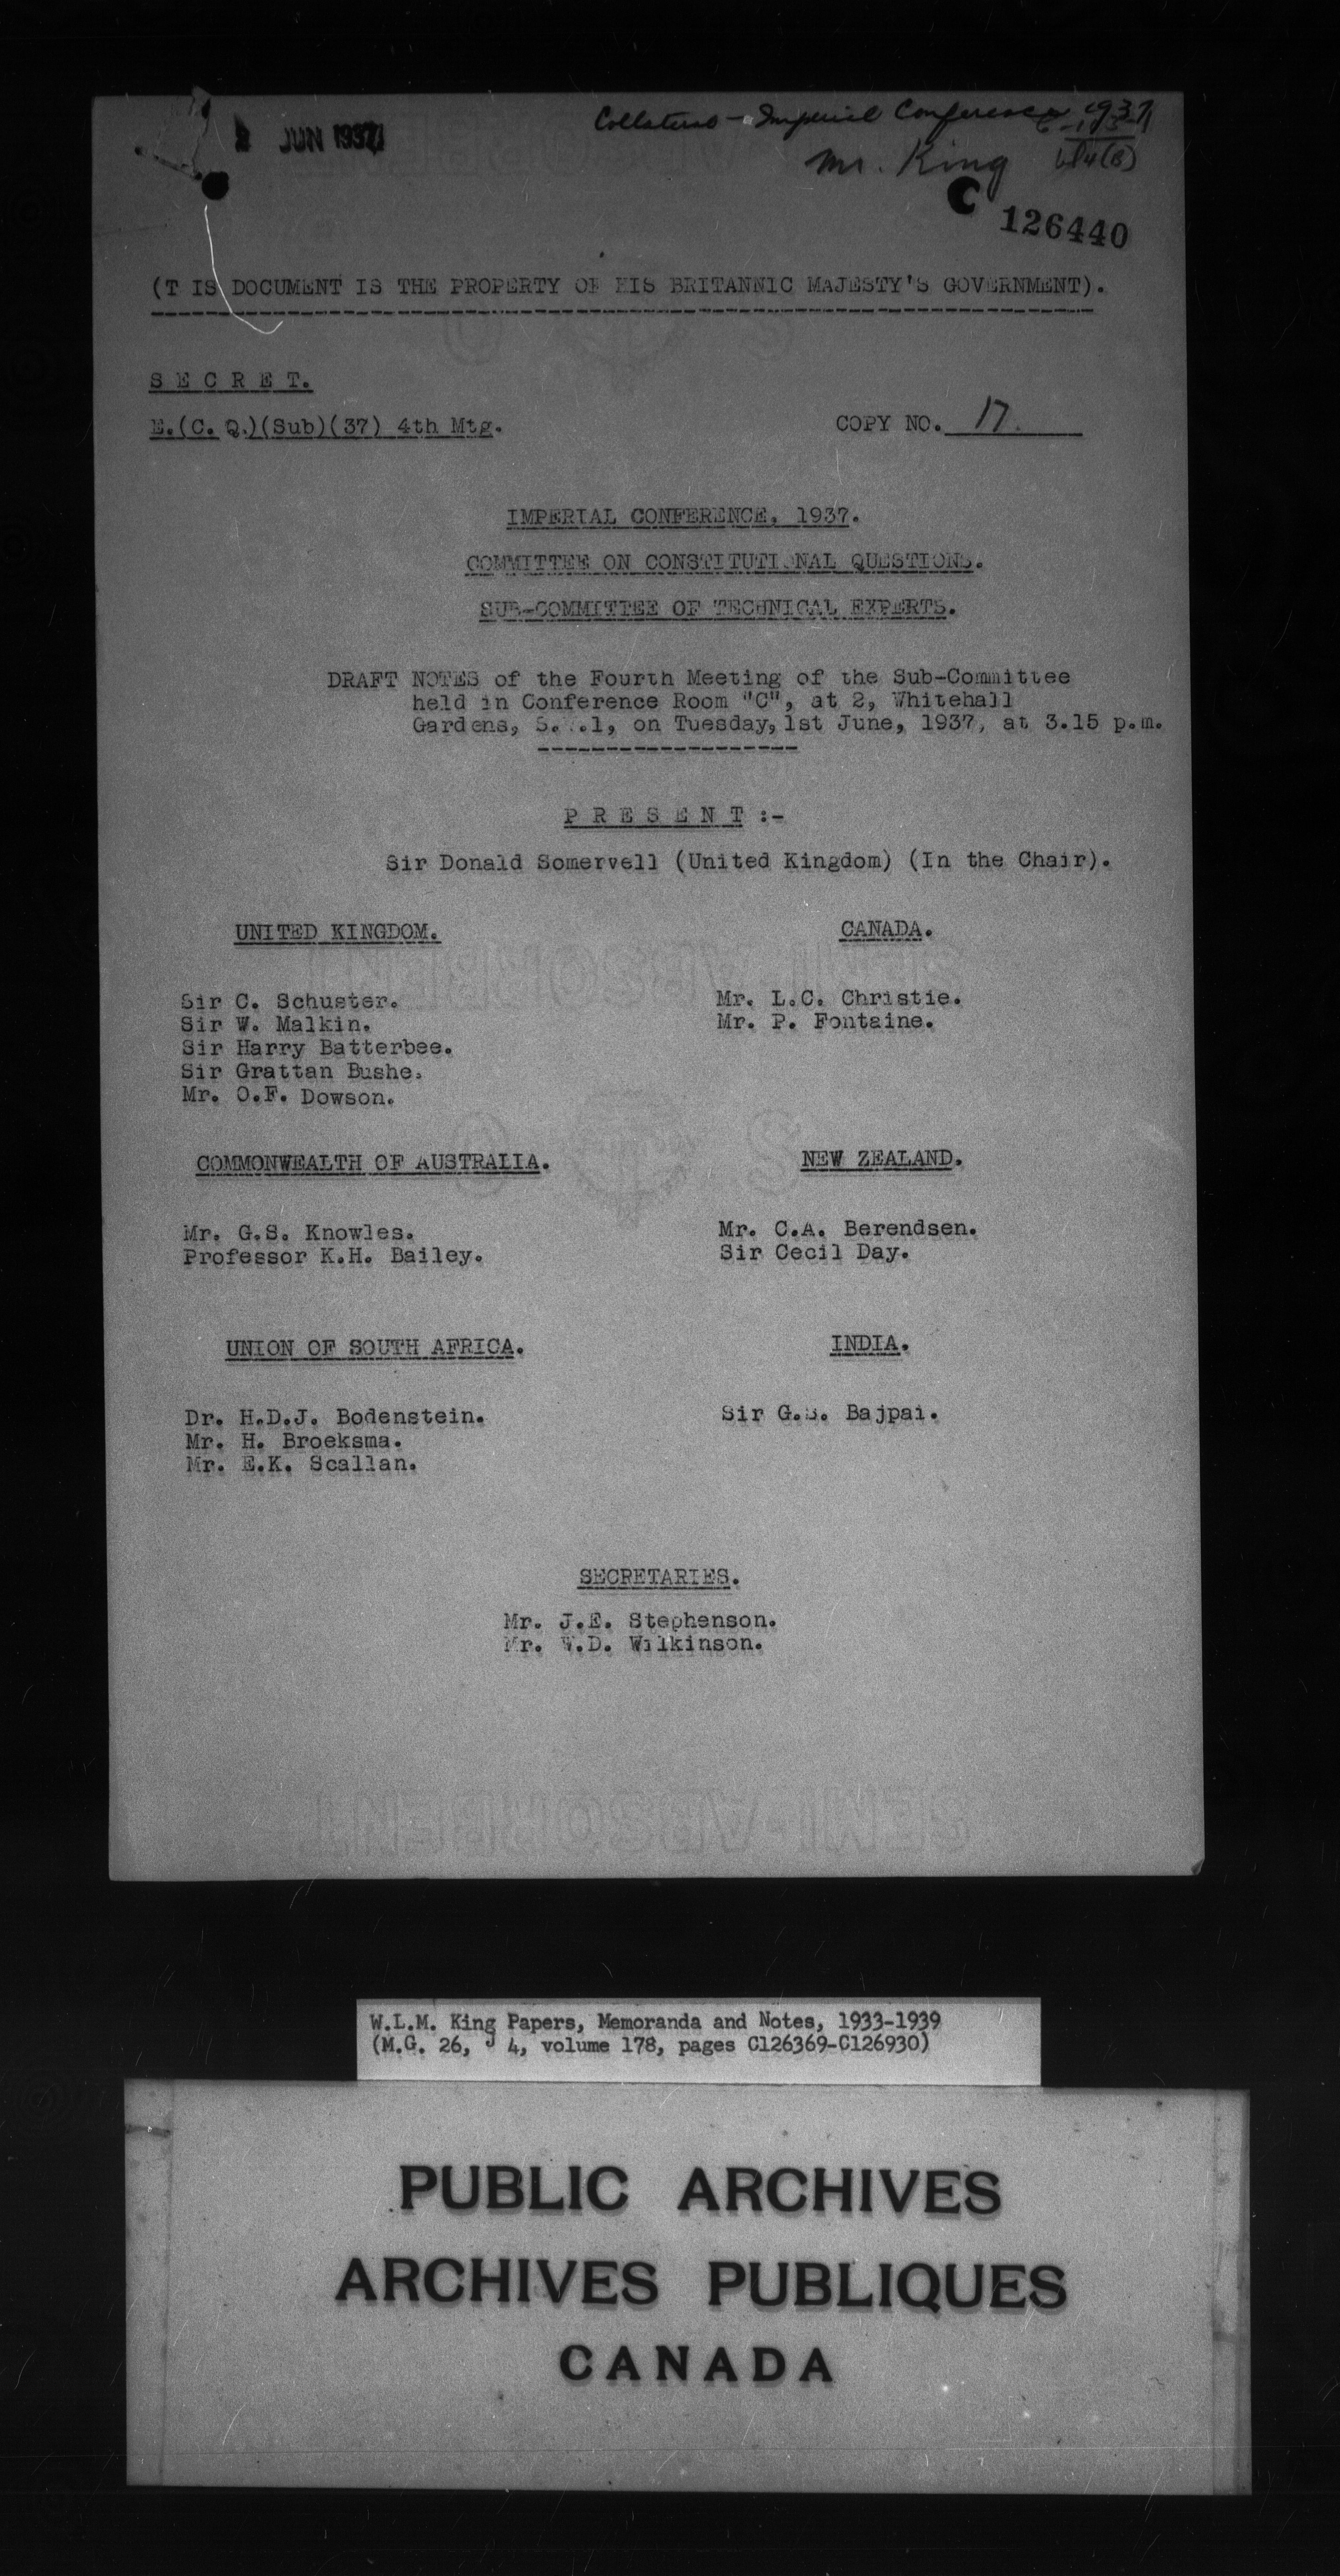 2 JUN 1937
Collateral - Imperial Conference 1937
Mr. King
C 126440
(T IS DOCUMENT IS THE PROPERTY OF HIS BRITANNIC MAJESTY'S GOVERNMENT).
S E C R E T.
E.(C.Q.)(Sub)(37) 4th Mtg.
COPY NO. 17.
IMPERIAL CONFERENCE, 1937.
COMMITTEE ON CONSTITUTIONAL QUESTIONS.
SUB-COMMITTEE OF TECHNICAL EXPERTS.
DRAFT NOTES of the Fourth Meeting of the Sub-Committee
held in Conference Room "C", at 2, Whitehall
Gardens, S.W.1, on Tuesday, 1st June, 1937, at 3.15 p.m.
P R E S E N T :-
Sir Donald Somervell (United Kingdom) (In the Chair).
UNITED KINGDOM.
Sir C. Schuster.
Sir W. Malkin.
Sir Harry Batterbee.
Sir Grattan Bushe.
Mr. O.F. Dowson.
CANADA.
Mr. L.C. Christie.
Mr. P. Fontaine.
COMMONWEALTH OF AUSTRALIA.
Mr. G.S. Knowles.
Professor K.H. Bailey.
NEW ZEALAND.
Mr. C.A. Berendsen.
Sir Cecil Day.
UNION OF SOUTH AFRICA.
Dr. H.D.J. Bodenstein.
Mr. H. Broeksma.
Mr. E.K. Scallan.
INDIA.
Sir G.S. Bajpai.
SECRETARIES.
Mr. J.E. Stephenson.
Mr. W.D. Wilkinson.
SEMI-ABSORBENT
W.L.M. King Papers, Memoranda and Notes, 1933-1939
(M.G. 26, J 4, volume 178, pages C126369-C126930)
PUBLIC ARCHIVES
ARCHIVES PUBLIQUES
CANADA